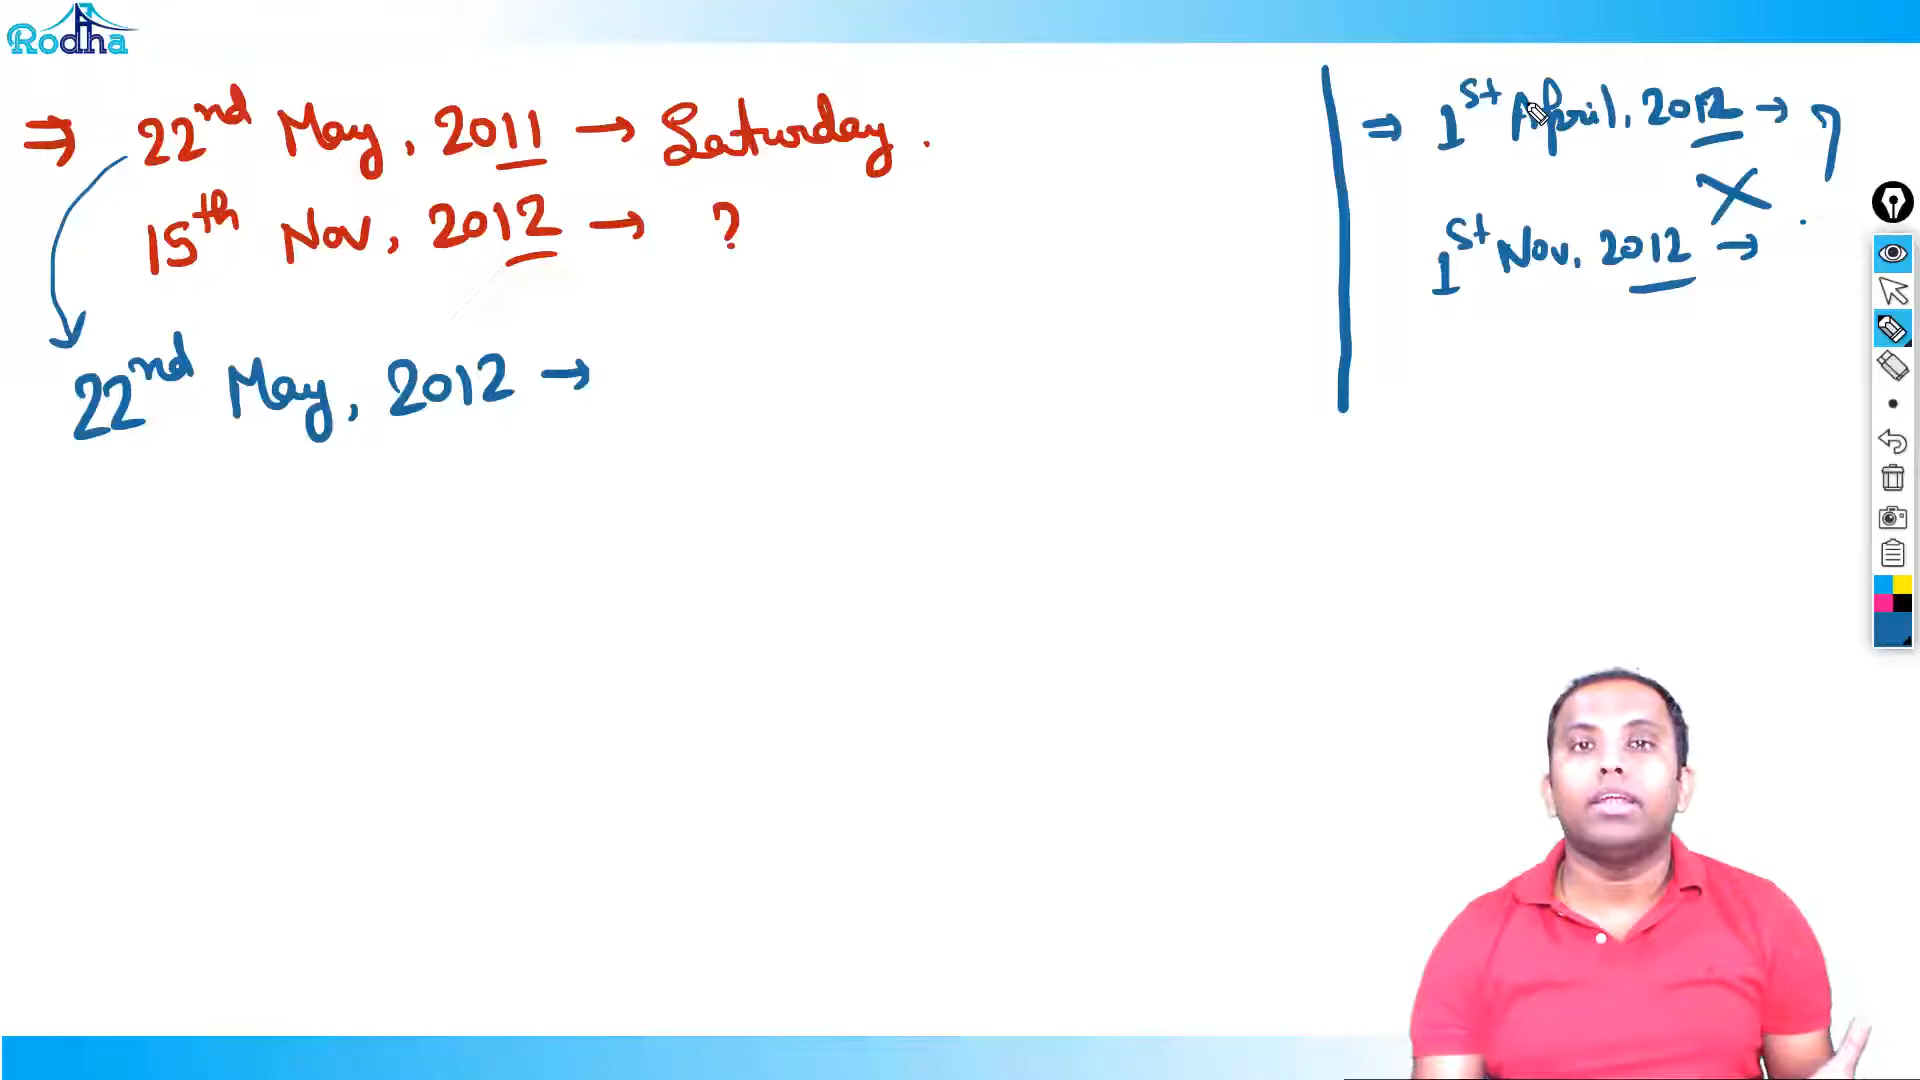 Rodha
⇒ 22nd May, 2011 → Saturday.
15th Nov, 2012 → ?
22nd May, 2012 →
⇒ 1st April, 2012 → ?
1st Nov, 2012 →